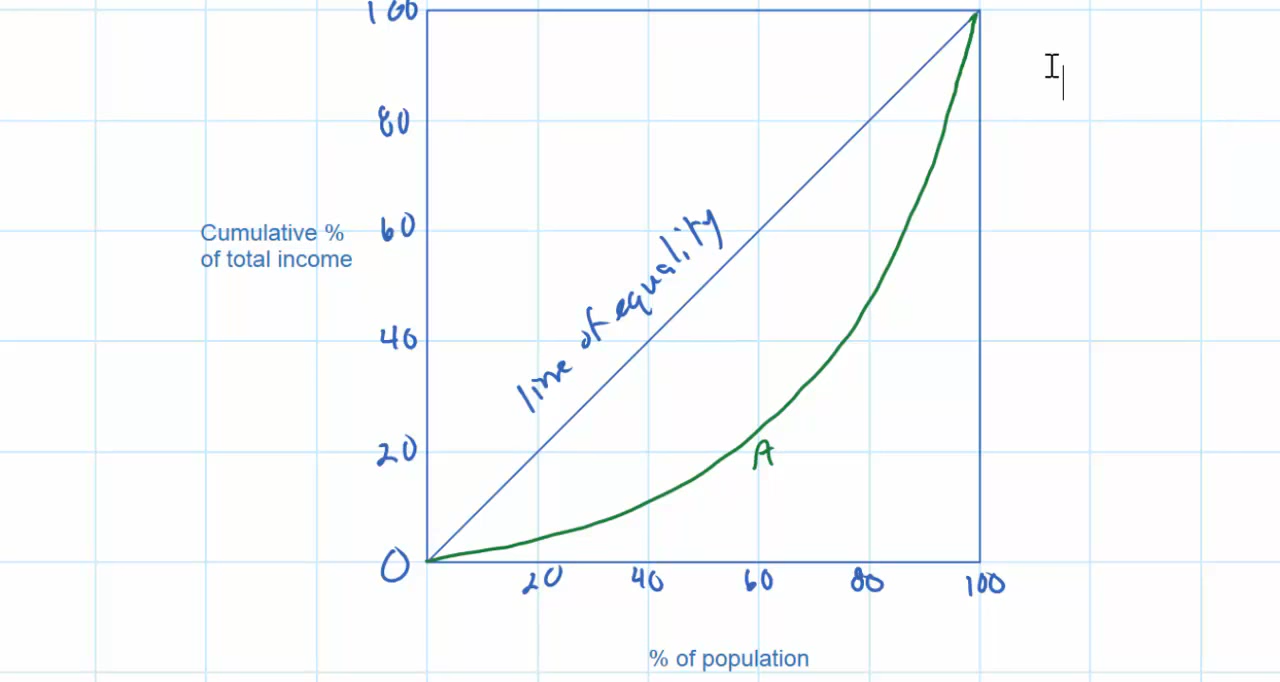 100
80
Cumulative %
of total income
60
line of equality
40
20
A
0
20 40 60 80 100
% of population